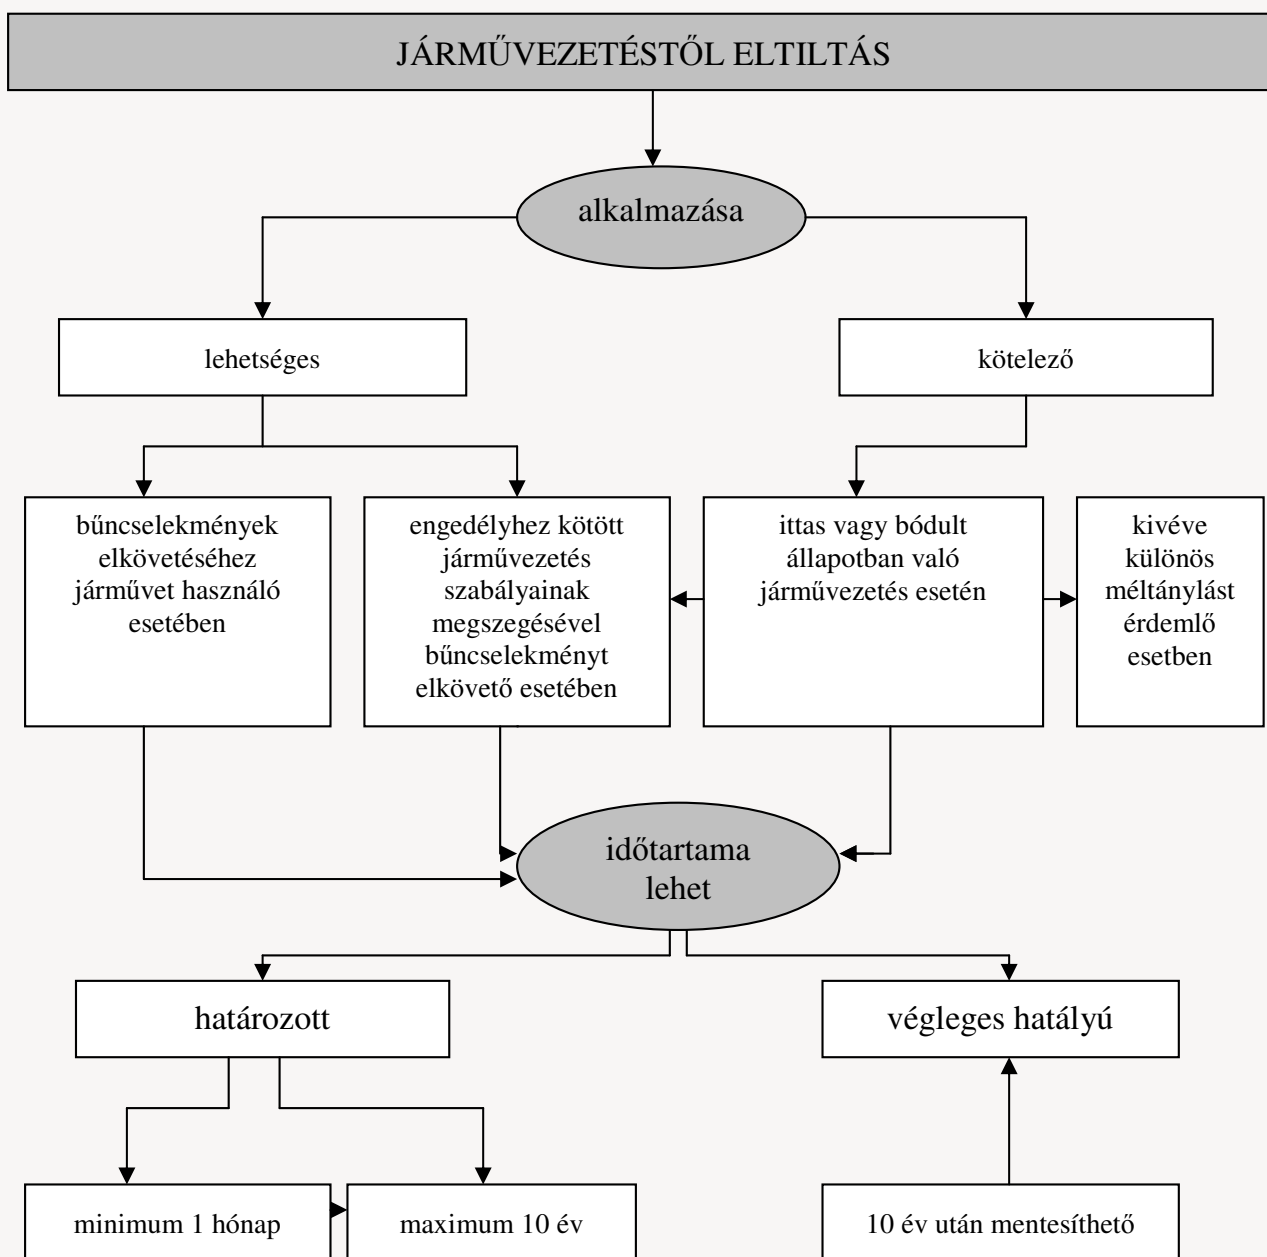 JÁRMŰVEZETÉSTŐL ELTILTÁS
alkalmazása
lehetséges
kötelező
bűncselekmények
elkövetéséhez
járművet használó
esetében
engedélyhez kötött
járművezetés
szabályainak
megszegésével
bűncselekményt
elkövető esetében
ittas vagy bódult
állapotban való
járművezetés esetén
kivéve
különös
méltánylást
érdemlő
esetben
időtartama
lehet
határozott
végleges hatályú
minimum 1 hónap
maximum 10 év
10 év után mentesíthető